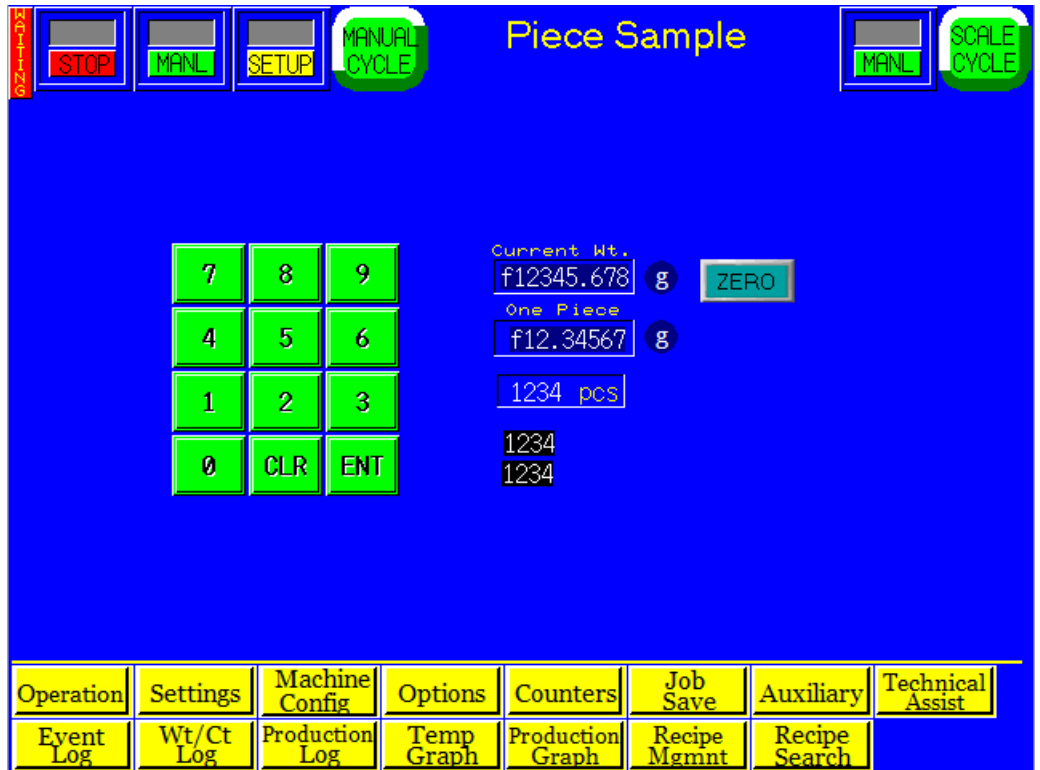 WAITING
STOP
MANL
SETUP
MANUAL
CYCLE
Piece Sample
MANL
SCALE
CYCLE
7 8 9
4 5 6
1 2 3
0 CLR ENT
Current Wt.
f12345.678 g ZERO
One Piece
f12.34567 g
1234 pcs
1234
1234
Operation
Settings
Machine
Config
Options
Counters
Job
Save
Auxiliary
Technical
Assist
Event
Log
Wt/Ct
Log
Production
Log
Temp
Graph
Production
Graph
Recipe
Mgmnt
Recipe
Search